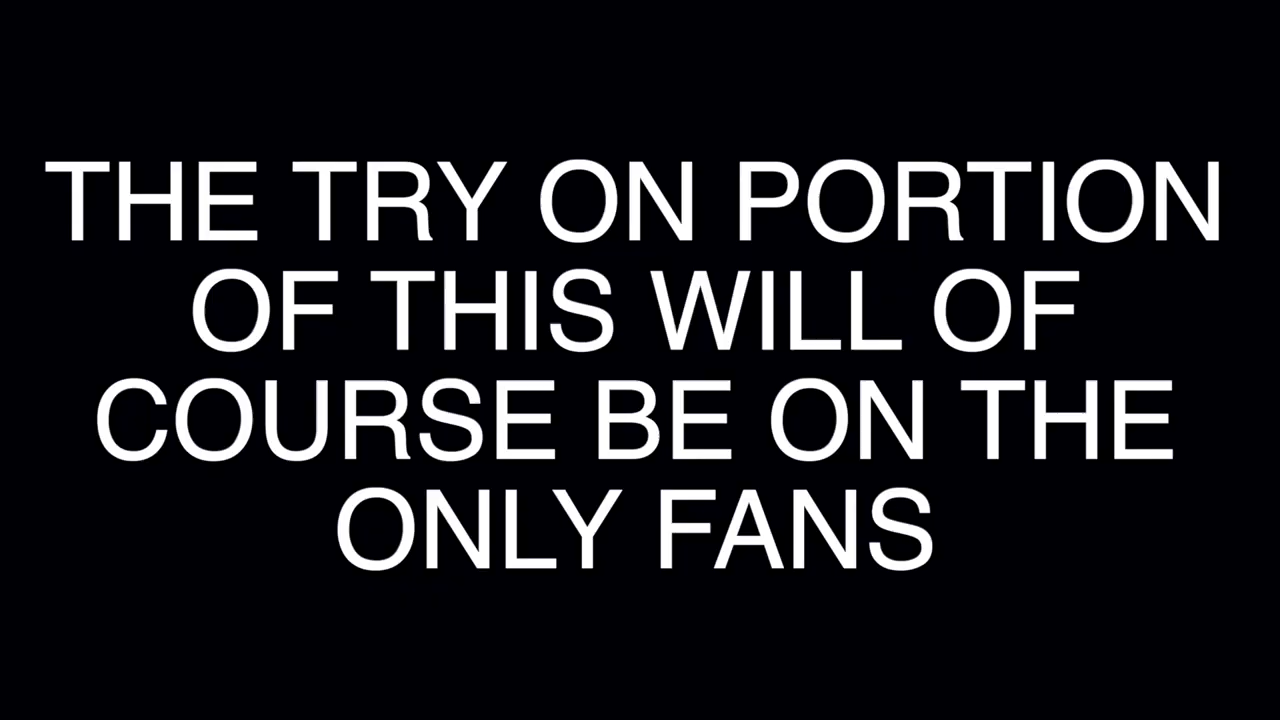 THE TRY ON PORTION
OF THIS WILL OF
COURSE BE ON THE
ONLY FANS